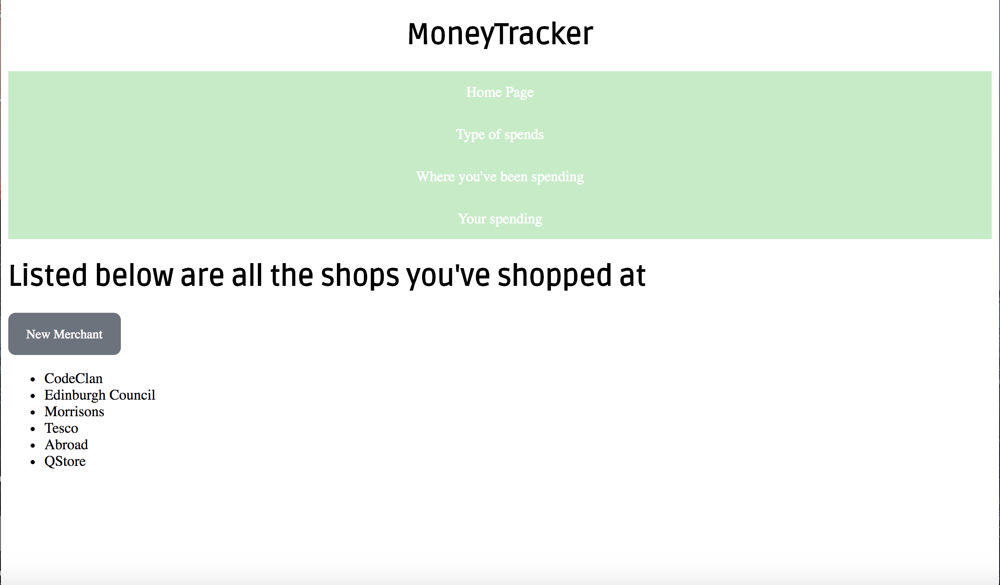 MoneyTracker
Home Page
Type of spends
Where you've been spending
Your spending
Listed below are all the shops you've shopped at
New Merchant
CodeClan
Edinburgh Council
Morrisons
Tesco
Abroad
QStore